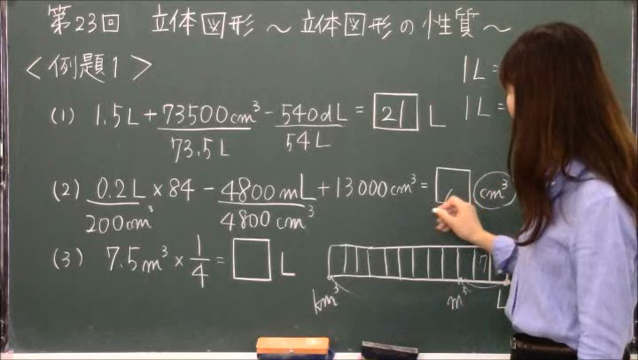 第23回 立体図形 ～ 立体図形の性質～
＜例題1＞
1L =
1L =
(1) 1.5L + 73500cm³ - 540dL = 21 L
73.5L 54L
(2) 0.2L × 84 - 4800mL + 13000cm³ = cm³
200cm³ 4800cm³
(3) 7.5m³ × 1/4 = □ L
km³ m³